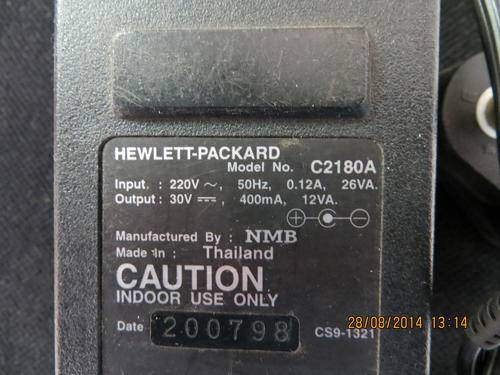 HEWLETT-PACKARD
Model No. C2180A
Input : 220V ~, 50Hz, 0.12A, 26VA.
Output : 30V ⎓, 400mA, 12VA.
Manufactured By : NMB
Made in : Thailand
CAUTION
INDOOR USE ONLY
Date 200798
CS9-1321
28/08/2014 13:14